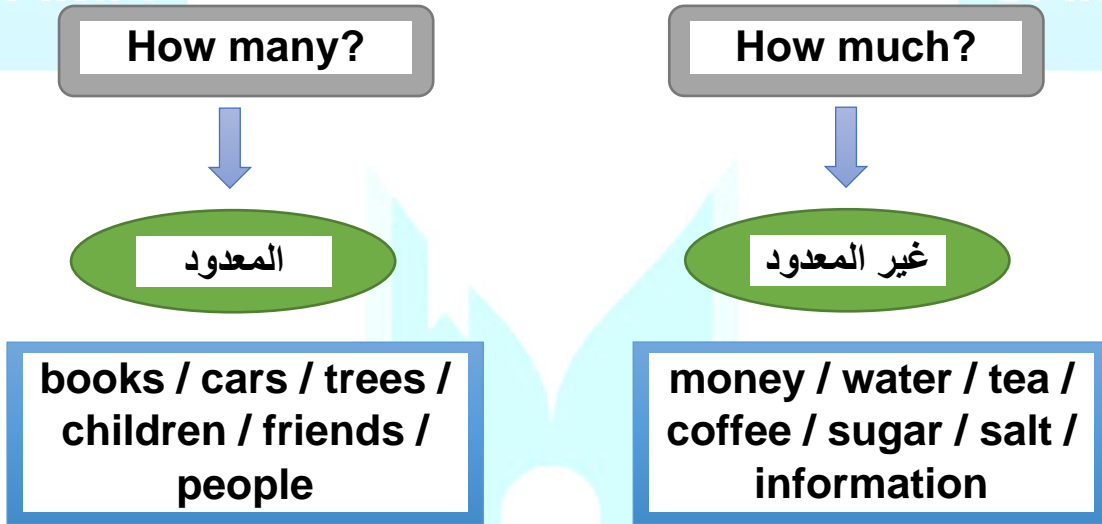 How many?
How much?
المعدود
غير المعدود
books / cars / trees /
children / friends /
people
money / water / tea /
coffee / sugar / salt /
information